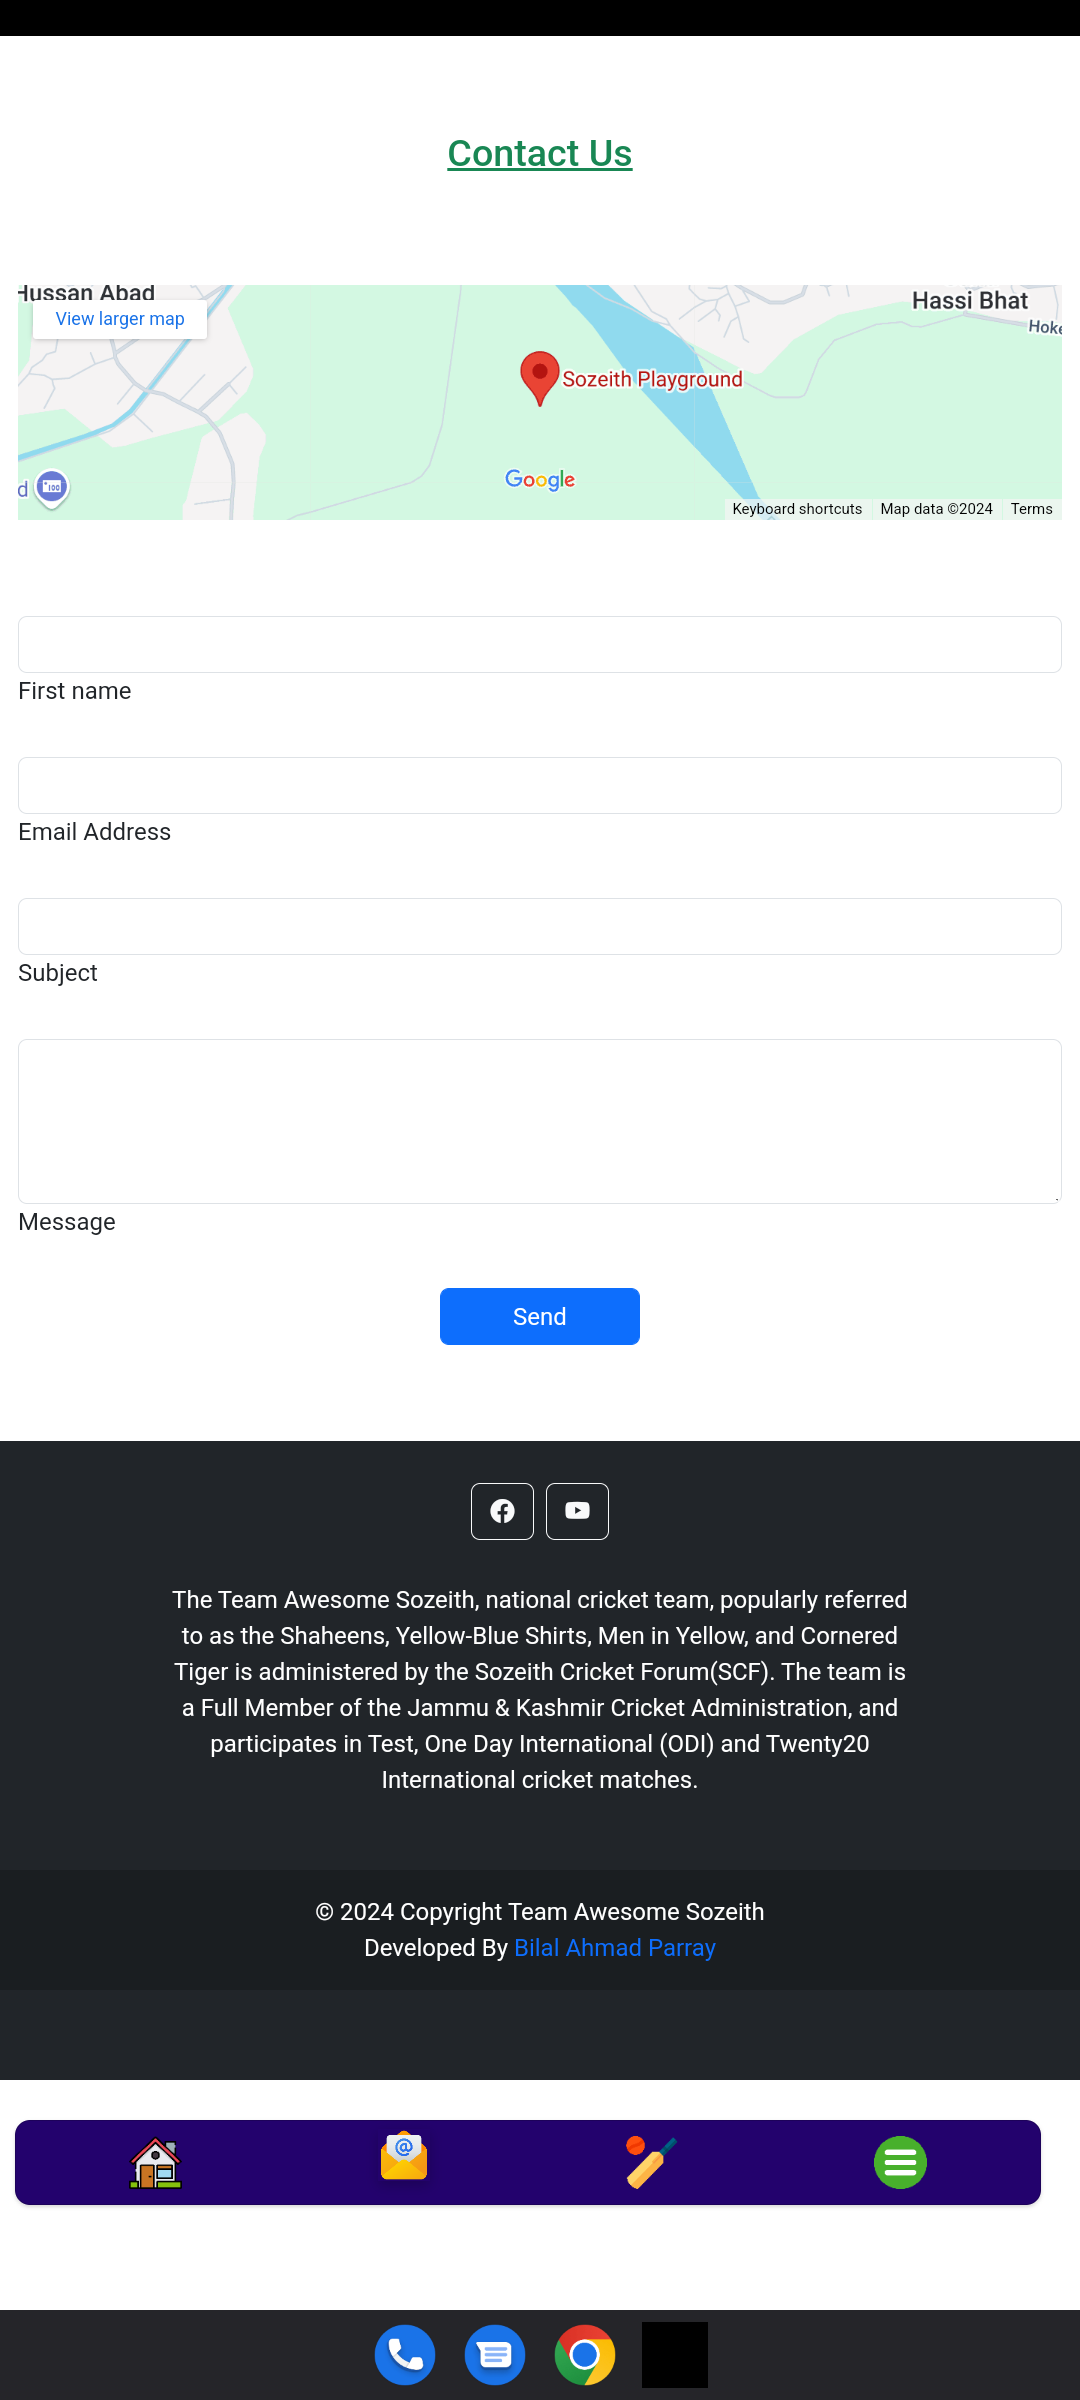 Contact Us
Hussan Abad
View larger map
Hassi Bhat
Sozeith Playground
Google
Keyboard shortcuts
Map data ©2024
Terms
First name
Email Address
Subject
Message
Send
The Team Awesome Sozeith, national cricket team, popularly referred
to as the Shaheens, Yellow-Blue Shirts, Men in Yellow, and Cornered
Tiger is administered by the Sozeith Cricket Forum(SCF). The team is
a Full Member of the Jammu & Kashmir Cricket Administration, and
participates in Test, One Day International (ODI) and Twenty20
International cricket matches.
© 2024 Copyright Team Awesome Sozeith
Developed By Bilal Ahmad Parray